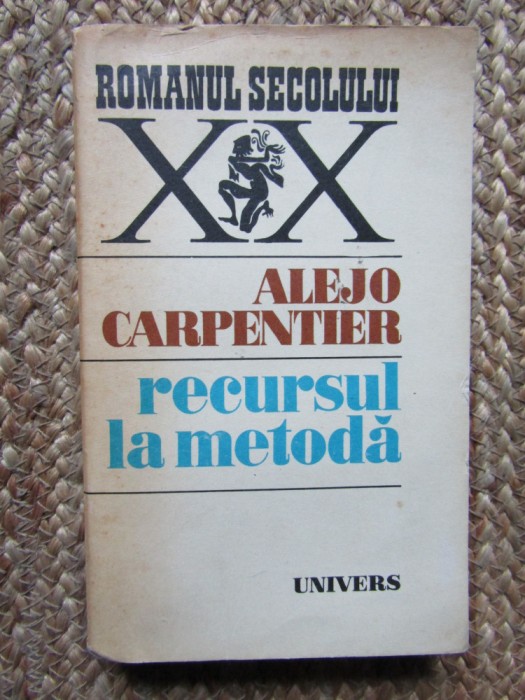 ROMANUL SECOLULUI
XX
ALEJO
CARPENTIER
recursul
la metodă
UNIVERS